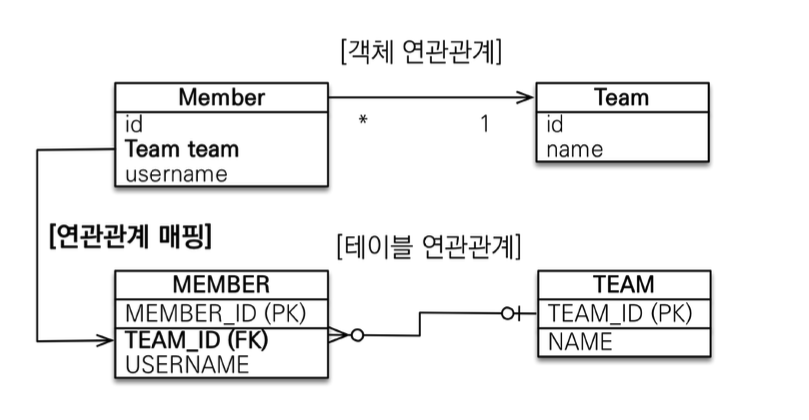 [객체 연관관계]
Member
Team
id
Team team
username
*
1
id
name
[연관관계 매핑]
[테이블 연관관계]
MEMBER
MEMBER_ID (PK)
TEAM_ID (FK)
USERNAME
TEAM
TEAM_ID (PK)
NAME